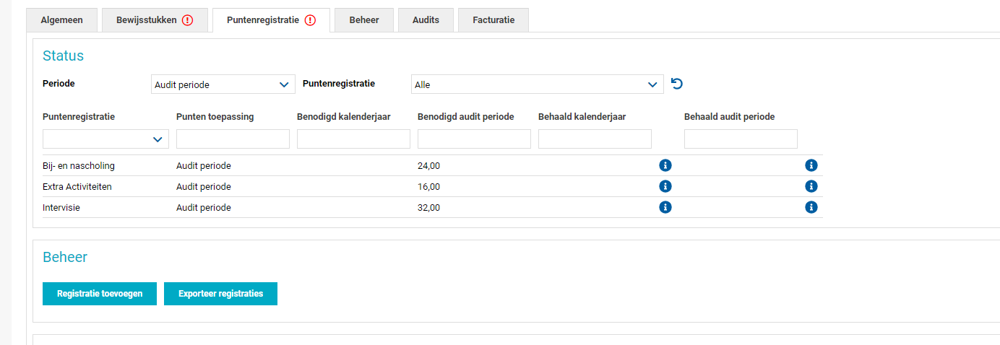 Algemeen Bewijsstukken Puntenregistratie Beheer Audits Facturatie
Status
Periode Audit periode Puntenregistratie Alle
Puntenregistratie Punten toepassing Benodigd kalenderjaar Benodigd audit periode Behaald kalenderjaar Behaald audit periode
Bij- en nascholing Audit periode 24,00
Extra Activiteiten Audit periode 16,00
Intervisie Audit periode 32,00
Beheer
Registratie toevoegen Exporteer registraties